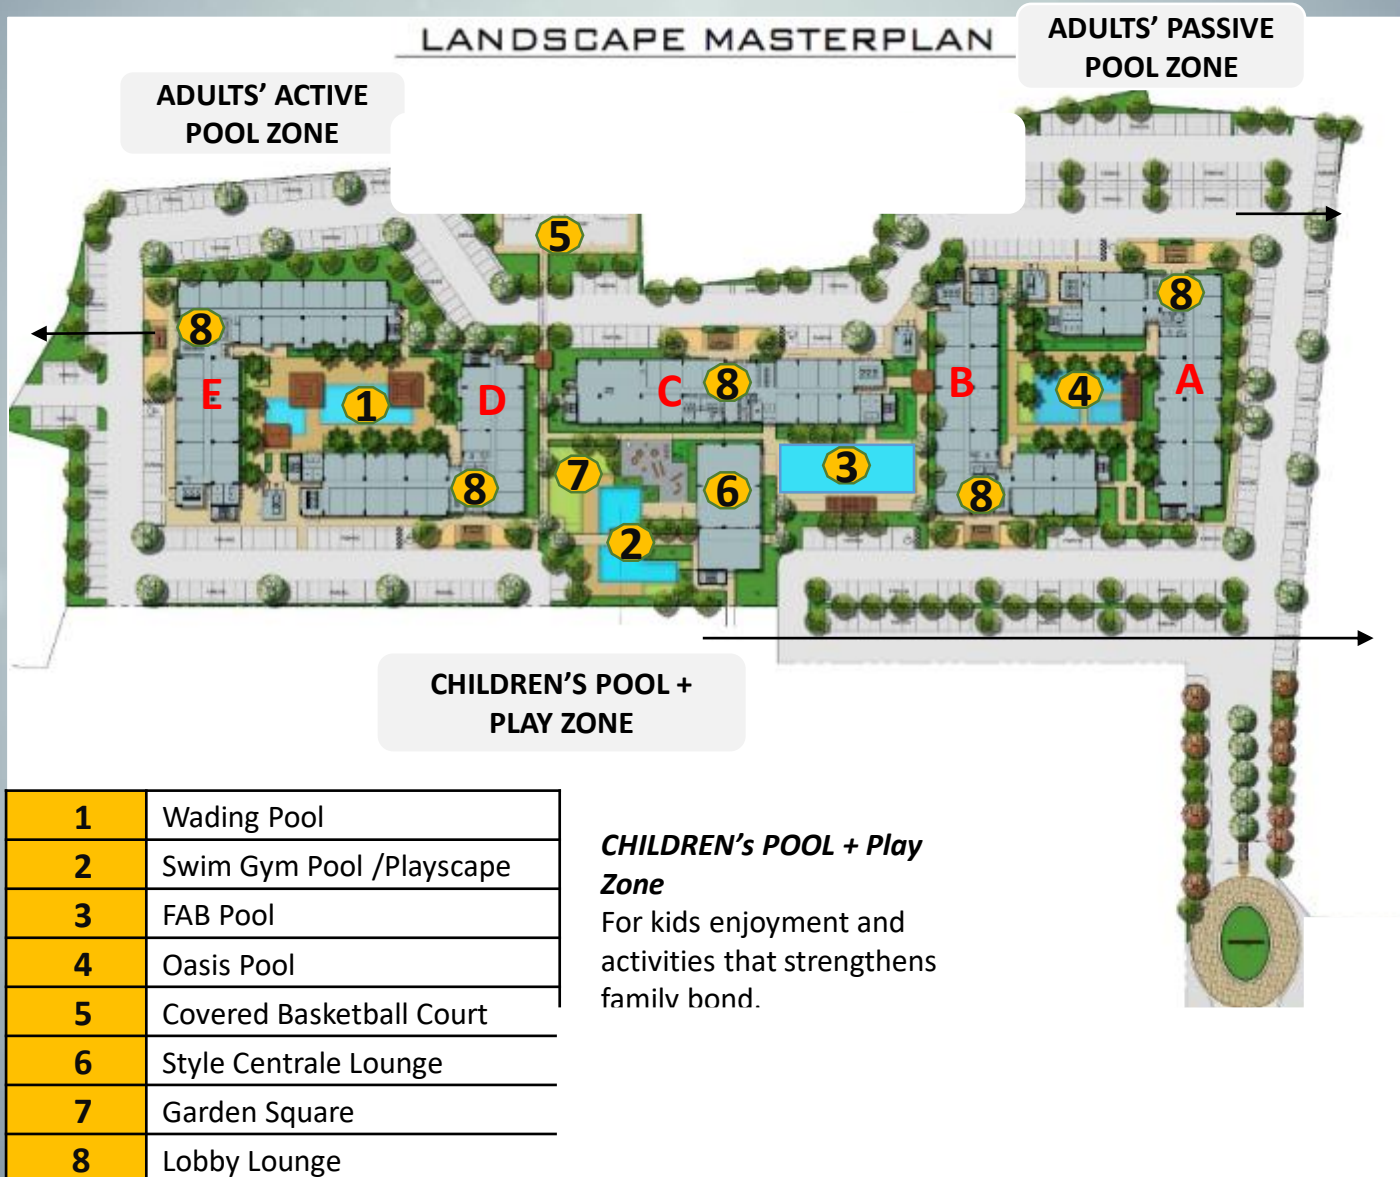 LANDSCAPE MASTERPLAN
ADULTS’ PASSIVE
POOL ZONE
ADULTS’ ACTIVE
POOL ZONE
5
8
8
E
1
D
C
8
B
4
A
7
6
3
8
8
2
CHILDREN’S POOL +
PLAY ZONE
1 Wading Pool
2 Swim Gym Pool /Playscape
3 FAB Pool
4 Oasis Pool
5 Covered Basketball Court
6 Style Centrale Lounge
7 Garden Square
8 Lobby Lounge
CHILDREN’s POOL + Play
Zone
For kids enjoyment and
activities that strengthens
family bond.